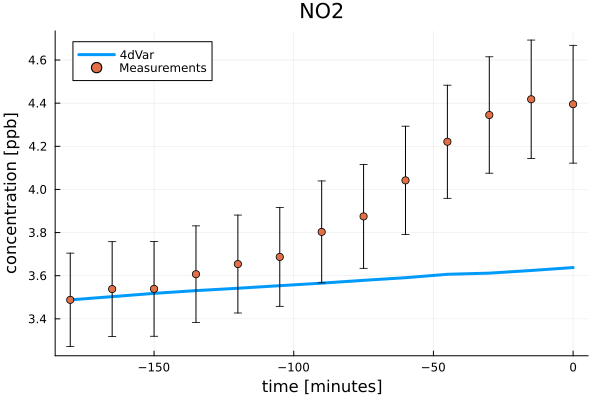 NO2
4dVar
Measurements
concentration [ppb]
4.6
4.4
4.2
4.0
3.8
3.6
3.4
−150
−100
−50
0
time [minutes]